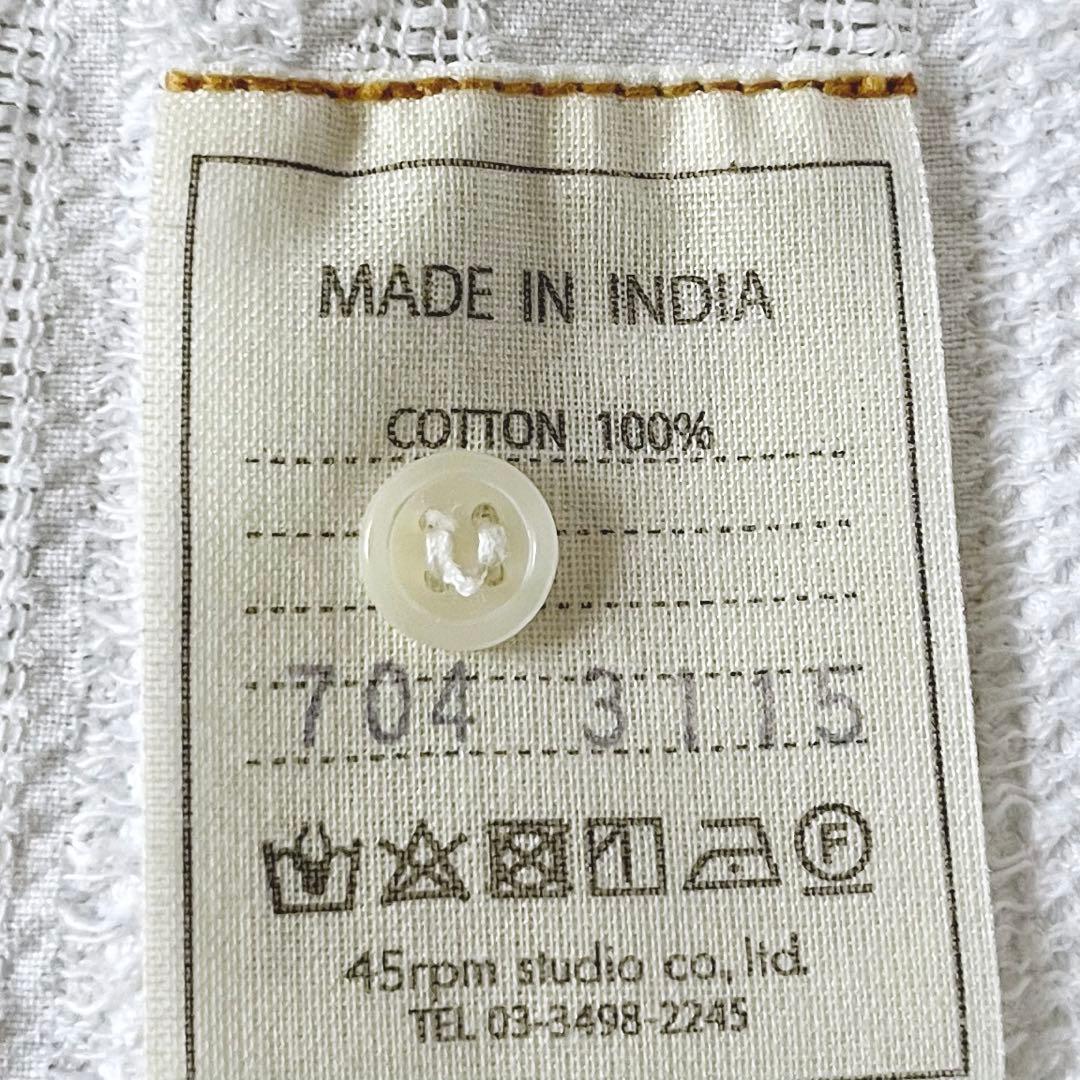 MADE IN INDIA
COTTON 100%
704 3115
F
45rpm studio co., ltd.
TEL 03-3498-2245